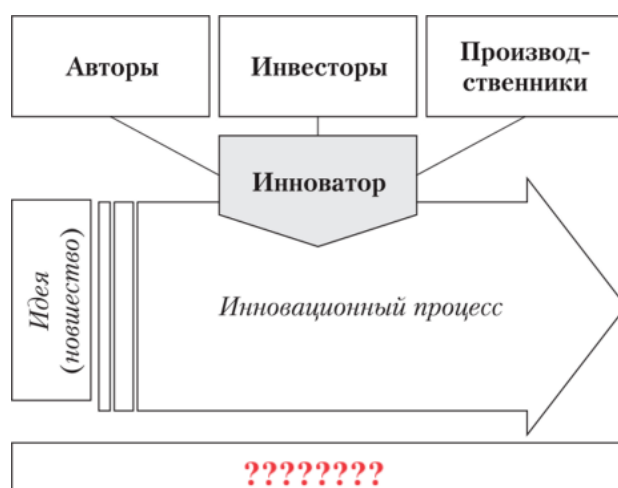 Авторы
Инвесторы
Производ-
ственники
Инноватор
Идея
(новшество)
Инновационный процесс
????????